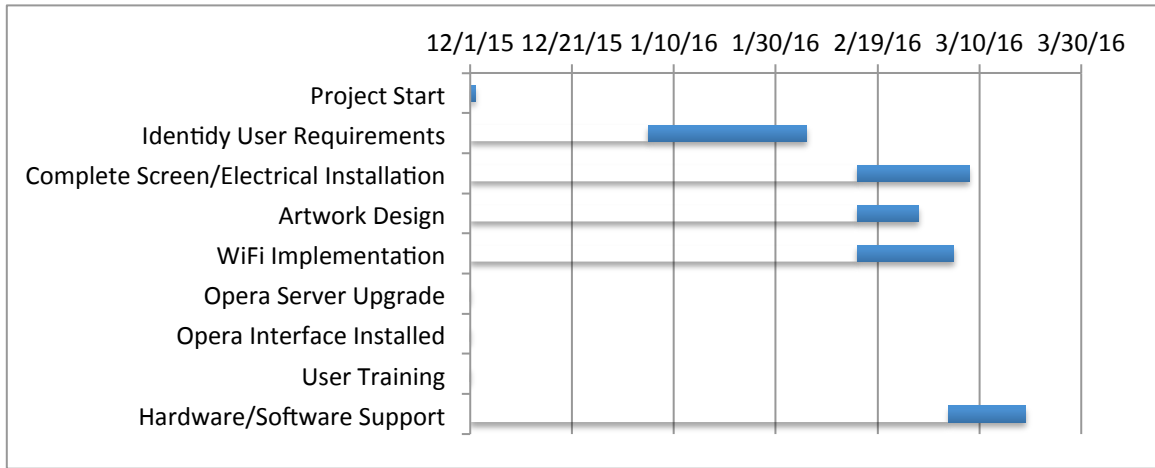 12/1/15 12/21/15 1/10/16 1/30/16 2/19/16 3/10/16 3/30/16
Project Start
Identidy User Requirements
Complete Screen/Electrical Installation
Artwork Design
WiFi Implementation
Opera Server Upgrade
Opera Interface Installed
User Training
Hardware/Software Support